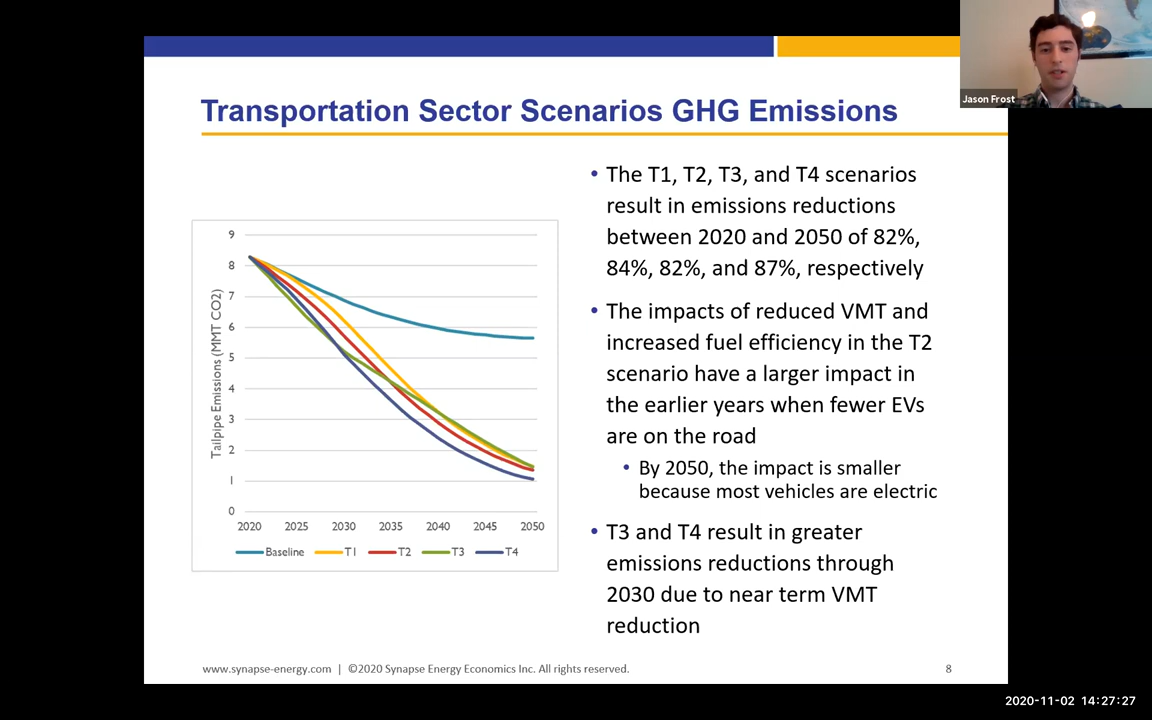 Jason Frost
Transportation Sector Scenarios GHG Emissions
Tailpipe Emissions (MMT CO2)
9
8
7
6
5
4
3
2
1
0
2020 2025 2030 2035 2040 2045 2050
Baseline T1 T2 T3 T4
• The T1, T2, T3, and T4 scenarios
result in emissions reductions
between 2020 and 2050 of 82%,
84%, 82%, and 87%, respectively
• The impacts of reduced VMT and
increased fuel efficiency in the T2
scenario have a larger impact in
the earlier years when fewer EVs
are on the road
• By 2050, the impact is smaller
because most vehicles are electric
• T3 and T4 result in greater
emissions reductions through
2030 due to near term VMT
reduction
www.synapse-energy.com | ©2020 Synapse Energy Economics Inc. All rights reserved.
8
2020-11-02 14:27:27